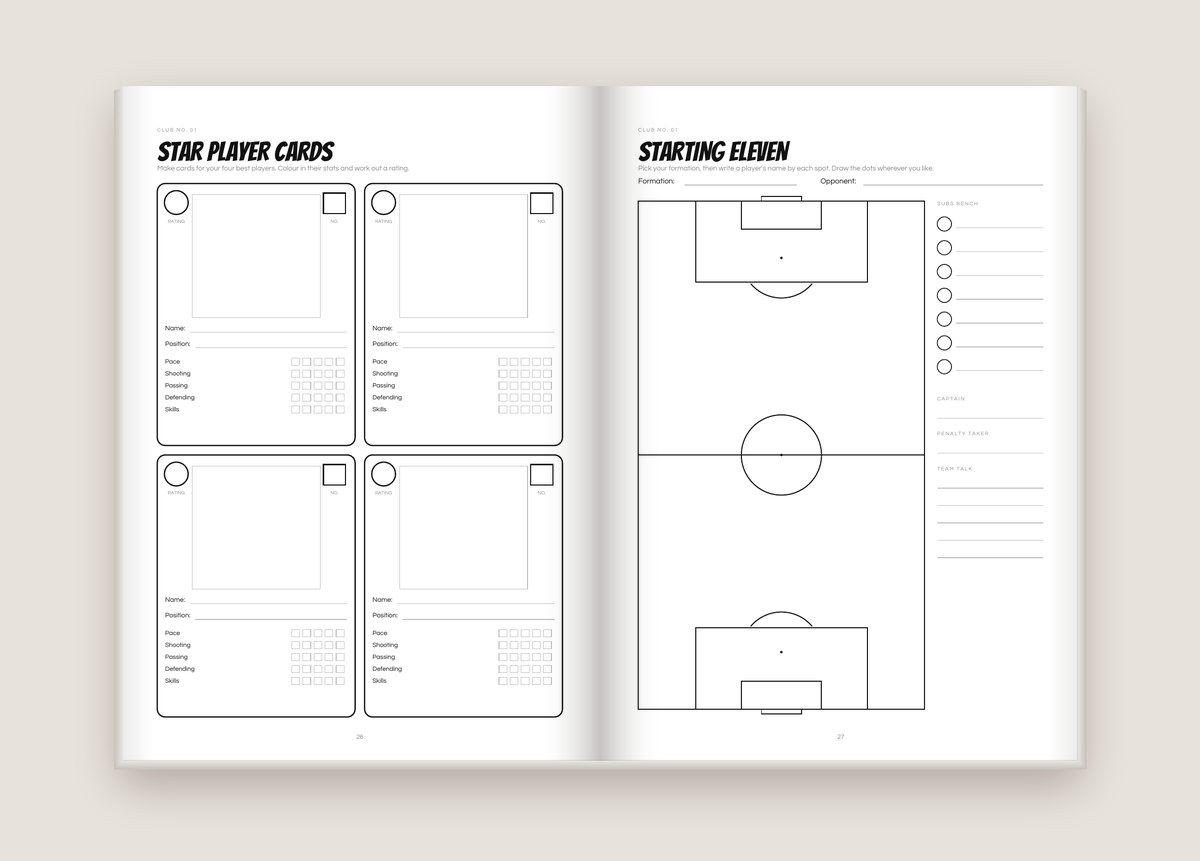 CLUB NO. 01
STAR PLAYER CARDS
Make cards for your four best players. Colour in their stats and work out a rating.
RATING
NO.
Name:
Position:
Pace
Shooting
Passing
Defending
Skills
RATING
NO.
Name:
Position:
Pace
Shooting
Passing
Defending
Skills
RATING
NO.
Name:
Position:
Pace
Shooting
Passing
Defending
Skills
RATING
NO.
Name:
Position:
Pace
Shooting
Passing
Defending
Skills
26
CLUB NO. 01
STARTING ELEVEN
Pick your formation, then write a player's name by each spot. Draw the dots wherever you like.
Formation: Opponent:
SUBS BENCH
CAPTAIN
PENALTY TAKER
TEAM TALK
27